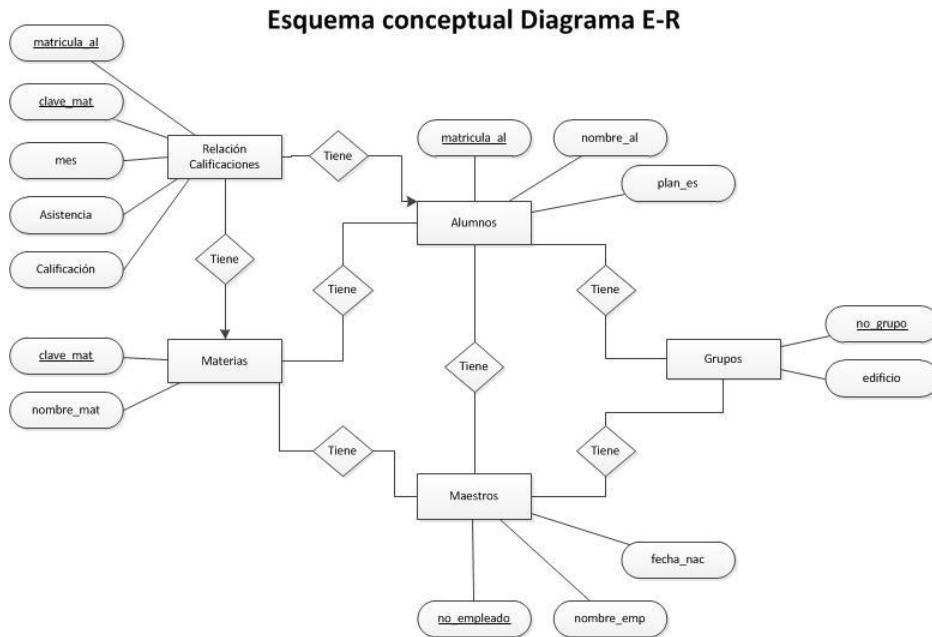 Esquema conceptual Diagrama E-R
matricula_al
clave_mat
mes
Asistencia
Calificación
Relación
Calificaciones
Tiene
matricula_al
nombre_al
plan_es
Alumnos
Tiene
Tiene
Tiene
no_grupo
clave_mat
Materias
Tiene
Grupos
edificio
nombre_mat
Tiene
Tiene
Maestros
fecha_nac
no_empleado
nombre_emp